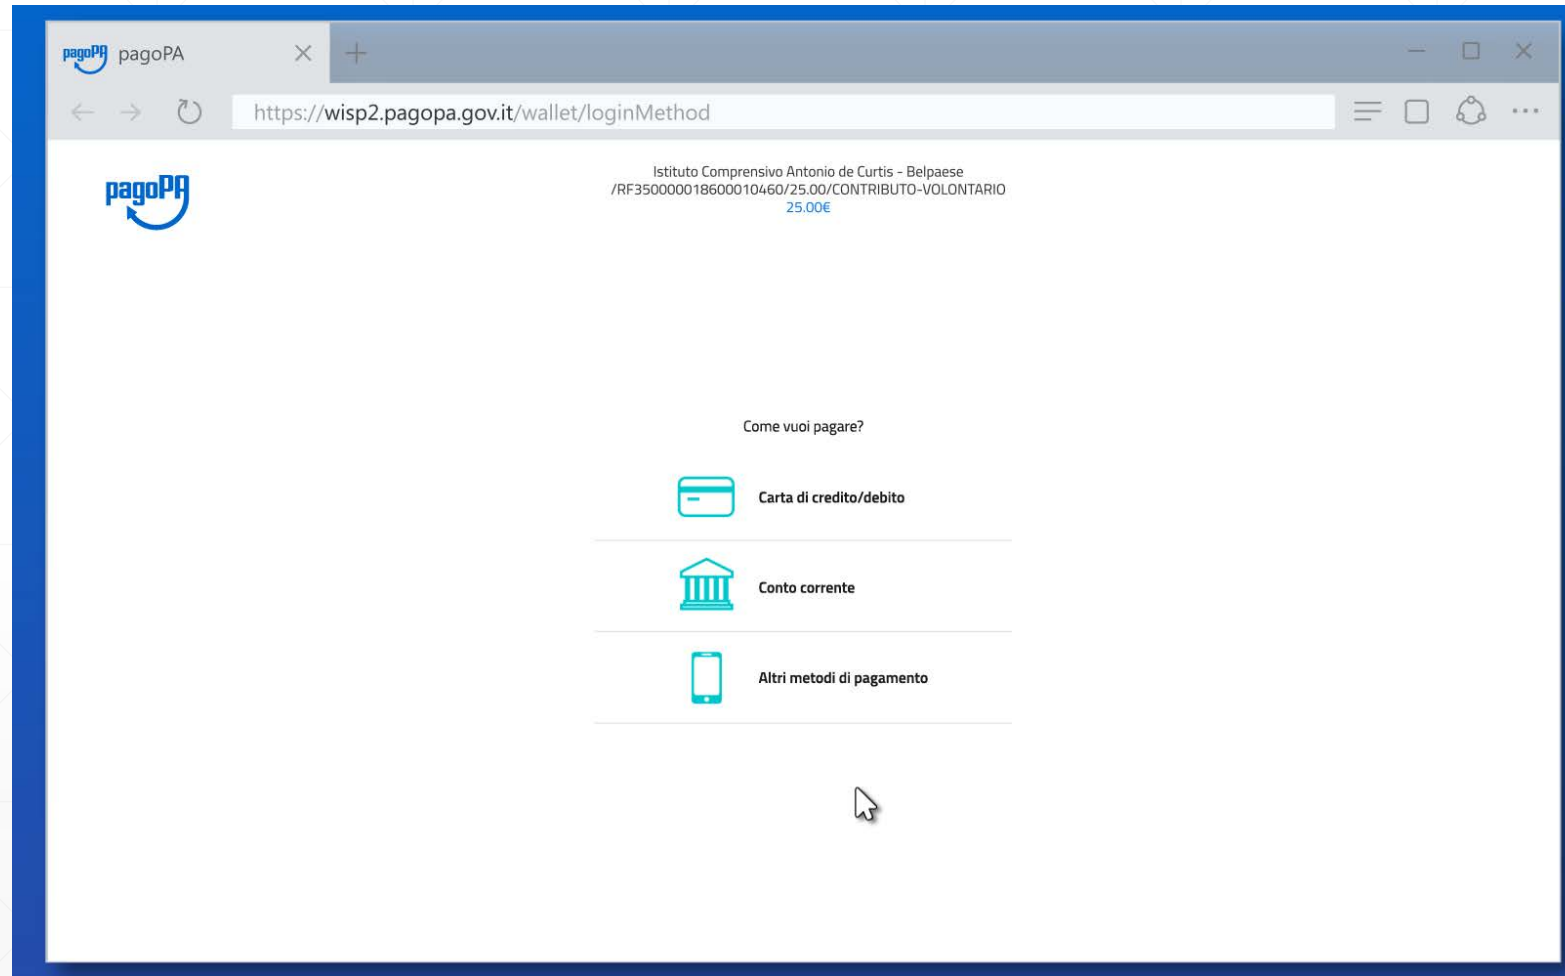 pagoPA pagoPA
https://wisp2.pagopa.gov.it/wallet/loginMethod
pagoPA
Istituto Comprensivo Antonio de Curtis - Belpaese
/RF350000018600010460/25.00/CONTRIBUTO-VOLONTARIO
25.00€
Come vuoi pagare?
Carta di credito/debito
Conto corrente
Altri metodi di pagamento